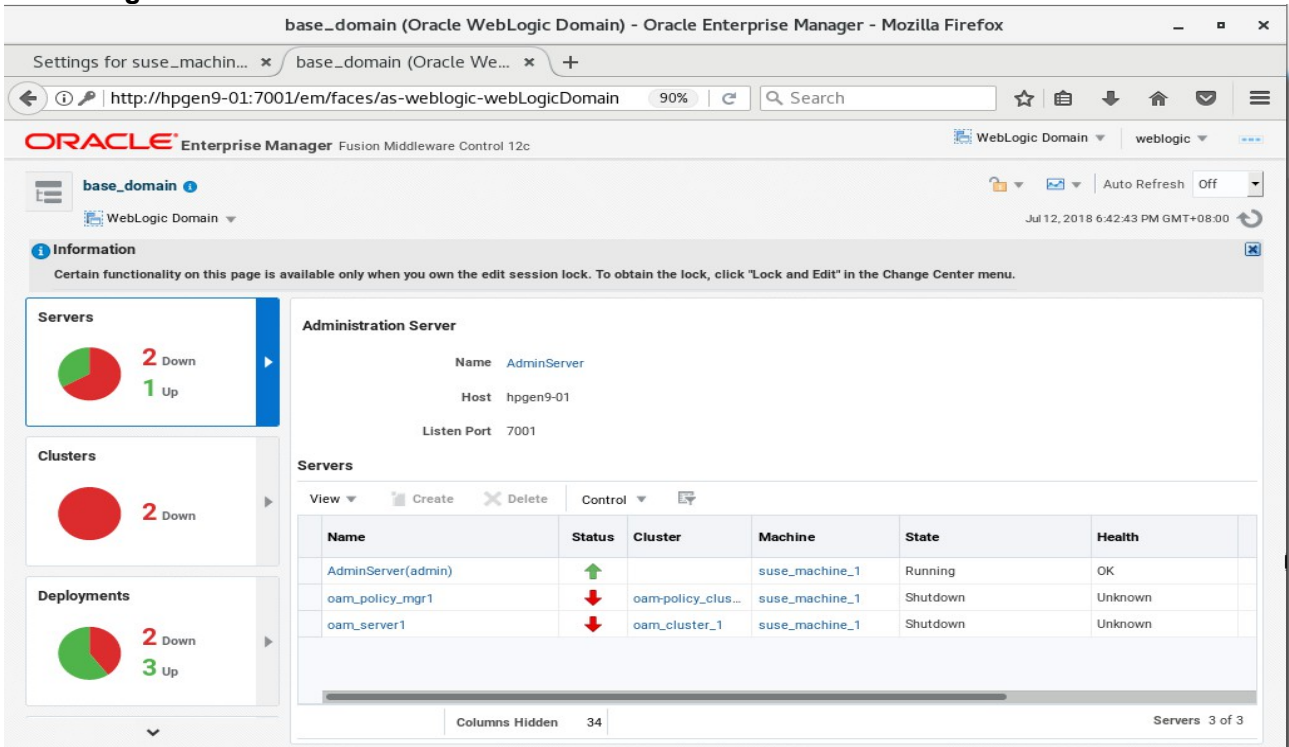 base_domain (Oracle WebLogic Domain) - Oracle Enterprise Manager - Mozilla Firefox
Settings for suse_machin... × base_domain (Oracle We... × +
http://hpgen9-01:7001/em/faces/as-weblogic-webLogicDomain 90% Search
ORACLE Enterprise Manager Fusion Middleware Control 12c WebLogic Domain weblogic
base_domain Auto Refresh Off
WebLogic Domain Jul 12, 2018 6:42:43 PM GMT+08:00
Information
Certain functionality on this page is available only when you own the edit session lock. To obtain the lock, click "Lock and Edit" in the Change Center menu.
Servers
2 Down
1 Up
Clusters
2 Down
Deployments
2 Down
3 Up
Administration Server
Name AdminServer
Host hpgen9-01
Listen Port 7001
Servers
View Create Delete Control
Name Status Cluster Machine State Health
AdminServer(admin) suse_machine_1 Running OK
oam_policy_mgr1 oam-policy_clus... suse_machine_1 Shutdown Unknown
oam_server1 oam_cluster_1 suse_machine_1 Shutdown Unknown
Columns Hidden 34 Servers 3 of 3